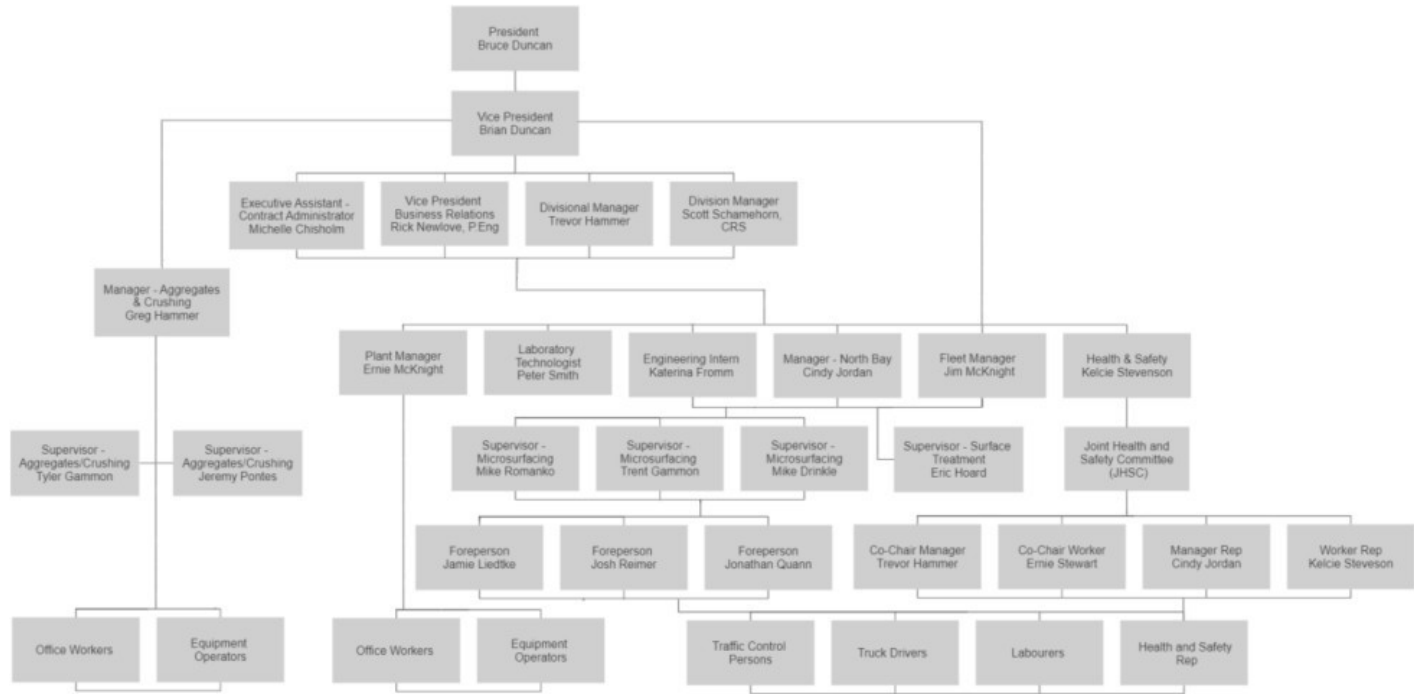 President
Bruce Duncan
Vice President
Brian Duncan
Executive Assistant -
Contract Administrator
Michelle Chisholm
Vice President
Business Relations
Rick Newlove, P.Eng
Divisional Manager
Trevor Hammer
Division Manager
Scott Schamehorn,
CRS
Manager - Aggregates
& Crushing
Greg Hammer
Plant Manager
Ernie McKnight
Laboratory
Technologist
Peter Smith
Engineering Intern
Katerina Fromm
Manager - North Bay
Cindy Jordan
Fleet Manager
Jim McKnight
Health & Safety
Kelcie Stevenson
Supervisor -
Aggregates/Crushing
Tyler Gammon
Supervisor -
Aggregates/Crushing
Jeremy Pontes
Supervisor -
Microsurfacing
Mike Romanko
Supervisor -
Microsurfacing
Trent Gammon
Supervisor -
Microsurfacing
Mike Drinkle
Supervisor - Surface
Treatment
Eric Hoard
Joint Health and
Safety Committee
(JHSC)
Foreperson
Jamie Liedtke
Foreperson
Josh Reimer
Foreperson
Jonathan Quann
Co-Chair Manager
Trevor Hammer
Co-Chair Worker
Ernie Stewart
Manager Rep
Cindy Jordan
Worker Rep
Kelcie Steveson
Office Workers
Equipment
Operators
Office Workers
Equipment
Operators
Traffic Control
Persons
Truck Drivers
Labourers
Health and Safety
Rep